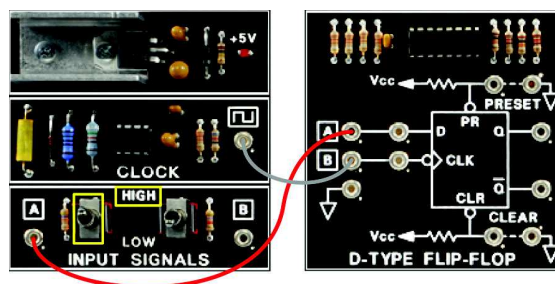 +5V
CLOCK
A
HIGH
B
LOW
INPUT SIGNALS
Vcc
PRESET
PR
A
D
Q
B
CLK
Q
CLR
CLEAR
Vcc
D-TYPE FLIP-FLOP